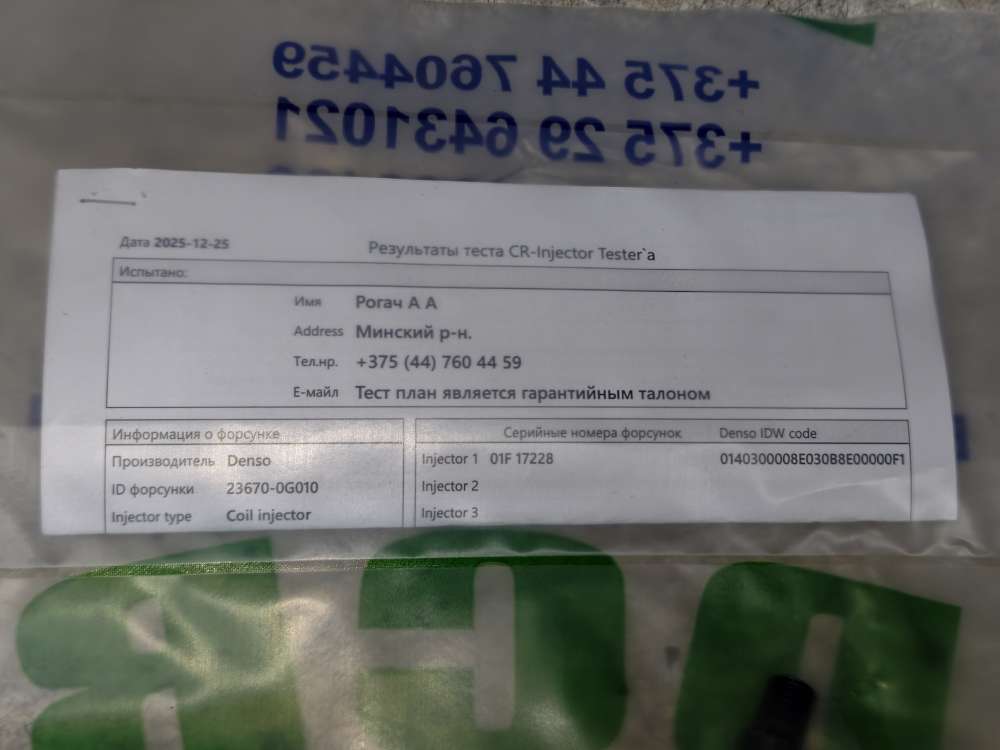 +375 44 7604459
+375 29 6431021
Дата 2025-12-25
Результаты теста CR-Injector Tester`а
Испытано:
Имя Рогач А А
Address Минский р-н.
Тел.нр. +375 (44) 760 44 59
Е-майл Тест план является гарантийным талоном
Информация о форсунке
Серийные номера форсунок Denso IDW code
Производитель Denso
Injector 1 01F 17228 0140300008E030B8E00000F1
ID форсунки 23670-0G010
Injector 2
Injector type Coil injector
Injector 3